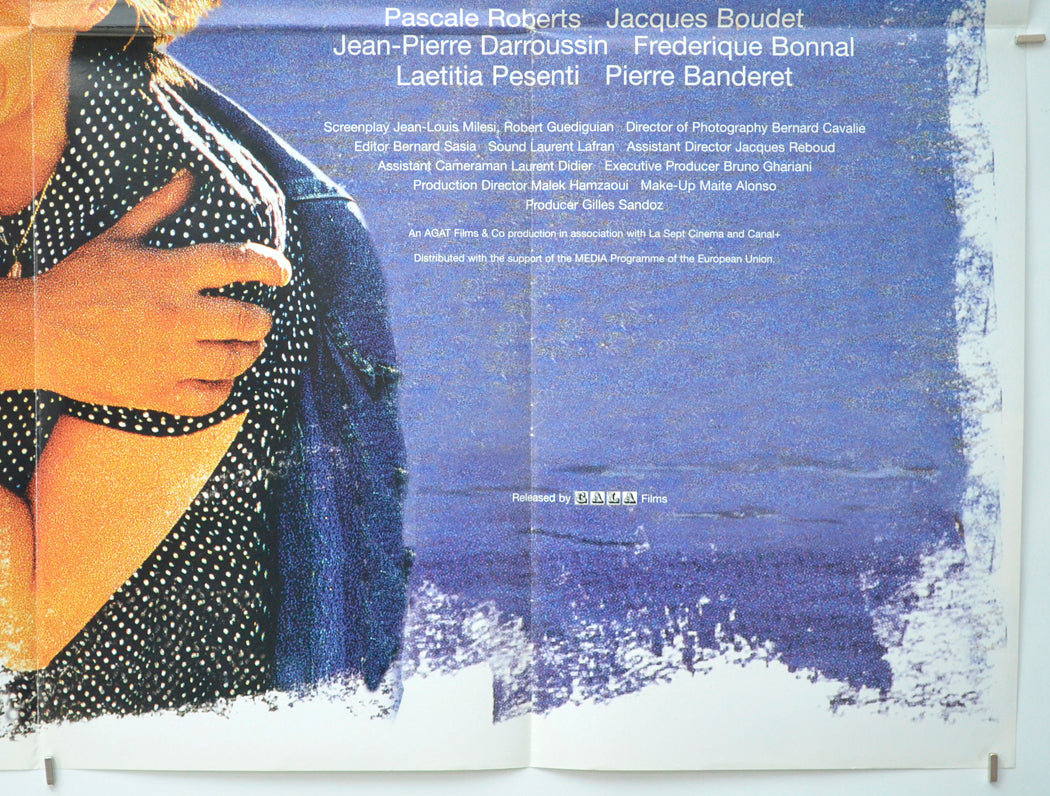 Pascale Roberts Jacques Boudet
Jean-Pierre Darroussin Frederique Bonnal
Laetitia Pesenti Pierre Banderet
Screenplay Jean-Louis Milesi, Robert Guediguian Director of Photography Bernard Cavalie
Editor Bernard Sasia Sound Laurent Lafran Assistant Director Jacques Reboud
Assistant Cameraman Laurent Didier Executive Producer Bruno Ghariani
Production Director Malek Hamzaoui Make-Up Maite Alonso
Producer Gilles Sandoz
An AGAT Films & Co production in association with La Sept Cinema and Canal+
Distributed with the support of the MEDIA Programme of the European Union.
Released by GALA Films